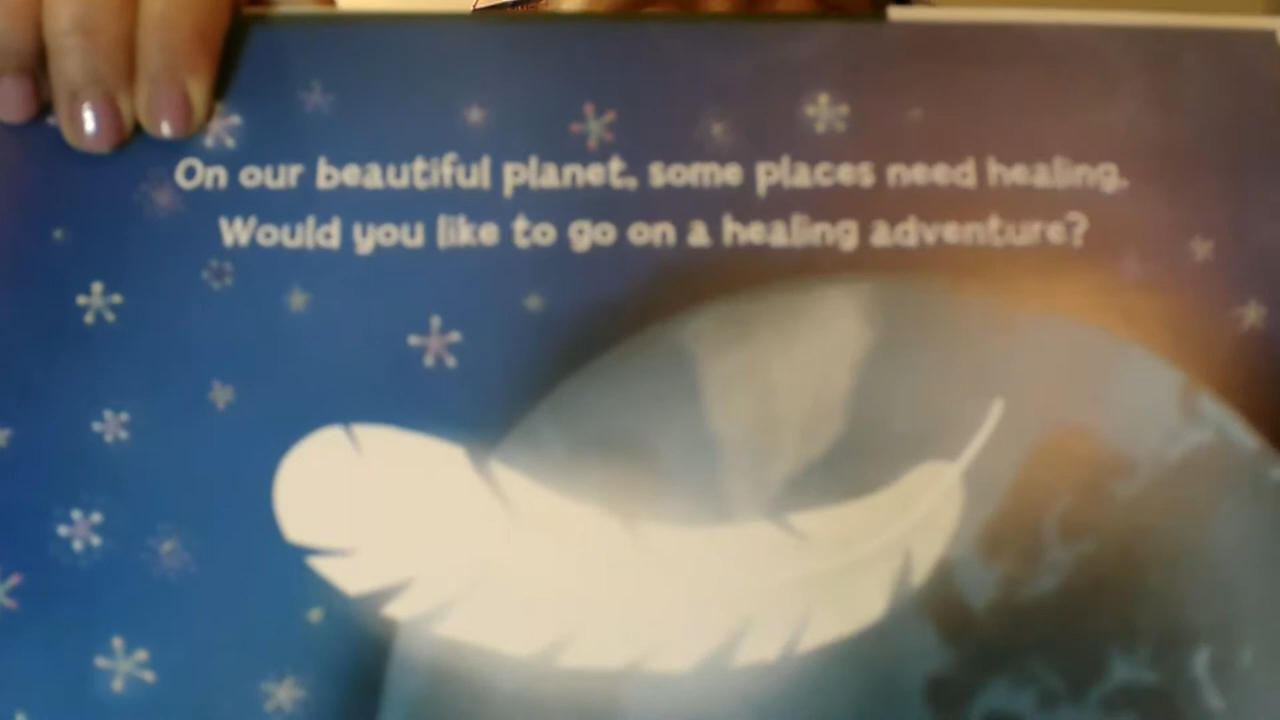 On our beautiful planet, some places need healing.
Would you like to go on a healing adventure?